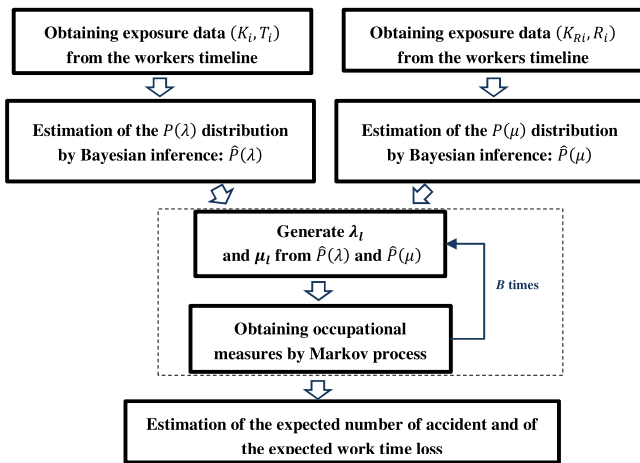 Obtaining exposure data (K_i, T_i)
from the workers timeline
Obtaining exposure data (K_{Ri}, R_i)
from the workers timeline
Estimation of the P(λ) distribution
by Bayesian inference: P̂(λ)
Estimation of the P(μ) distribution
by Bayesian inference: P̂(μ)
Generate λ_l
and μ_l from P̂(λ) and P̂(μ)
B times
Obtaining occupational
measures by Markov process
Estimation of the expected number of accident and of
the expected work time loss